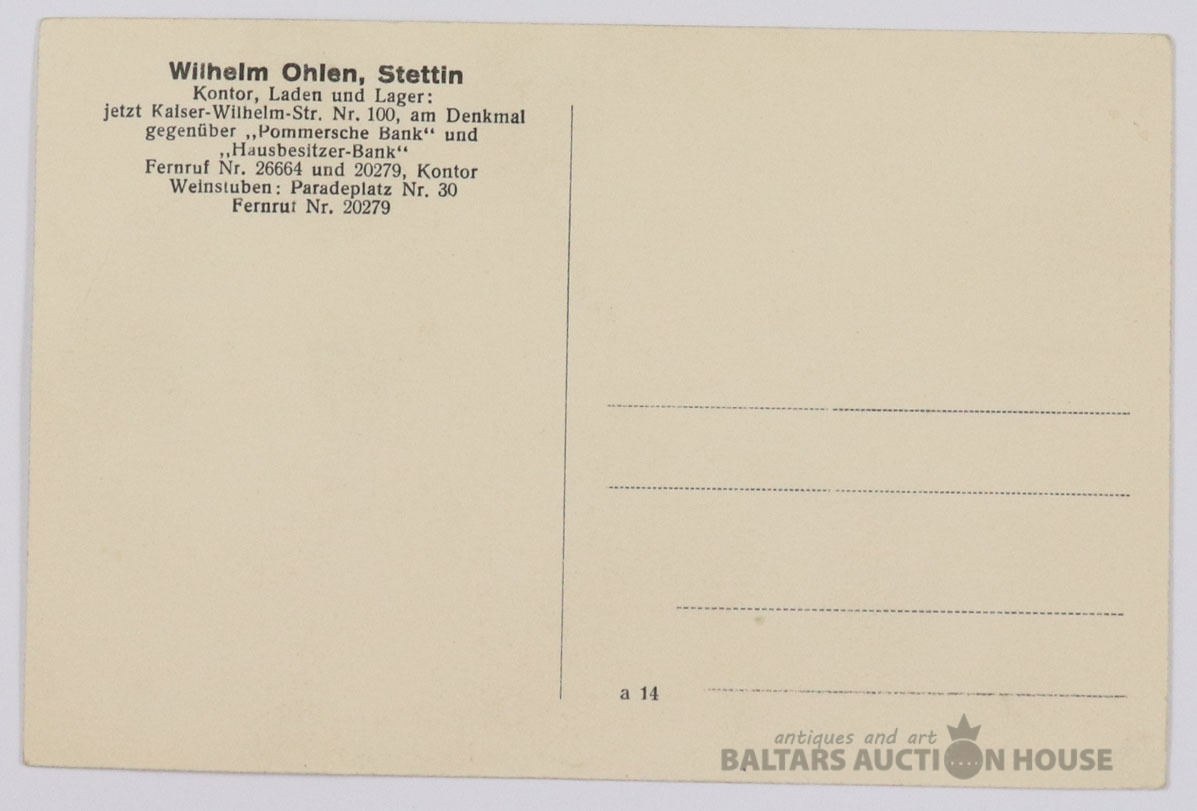 Wilhelm Ohlen, Stettin
Kontor, Laden und Lager:
jetzt Kaiser-Wilhelm-Str. Nr. 100, am Denkmal
gegenüber „Pommersche Bank“ und
„Hausbesitzer-Bank“
Fernruf Nr. 26664 und 20279, Kontor
Weinstuben: Paradeplatz Nr. 30
Fernruf Nr. 20279
a 14
antiques and art
BALTARS AUCTION HOUSE